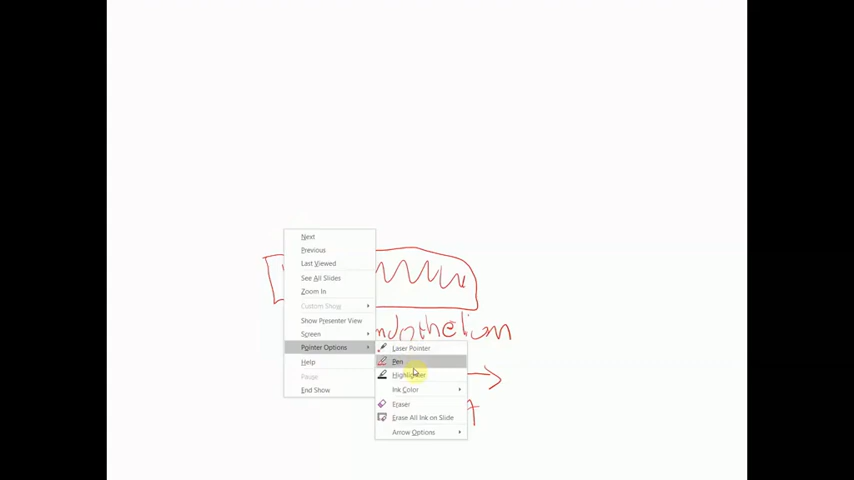 Next
Previous
Last Viewed
See All Slides
Zoom In
Custom Show
Show Presenter View
Screen
Pointer Options
Help
Pause
End Show
ndothelium
Laser Pointer
Pen
Highlighter
Ink Color
Eraser
Erase All Ink on Slide
Arrow Options